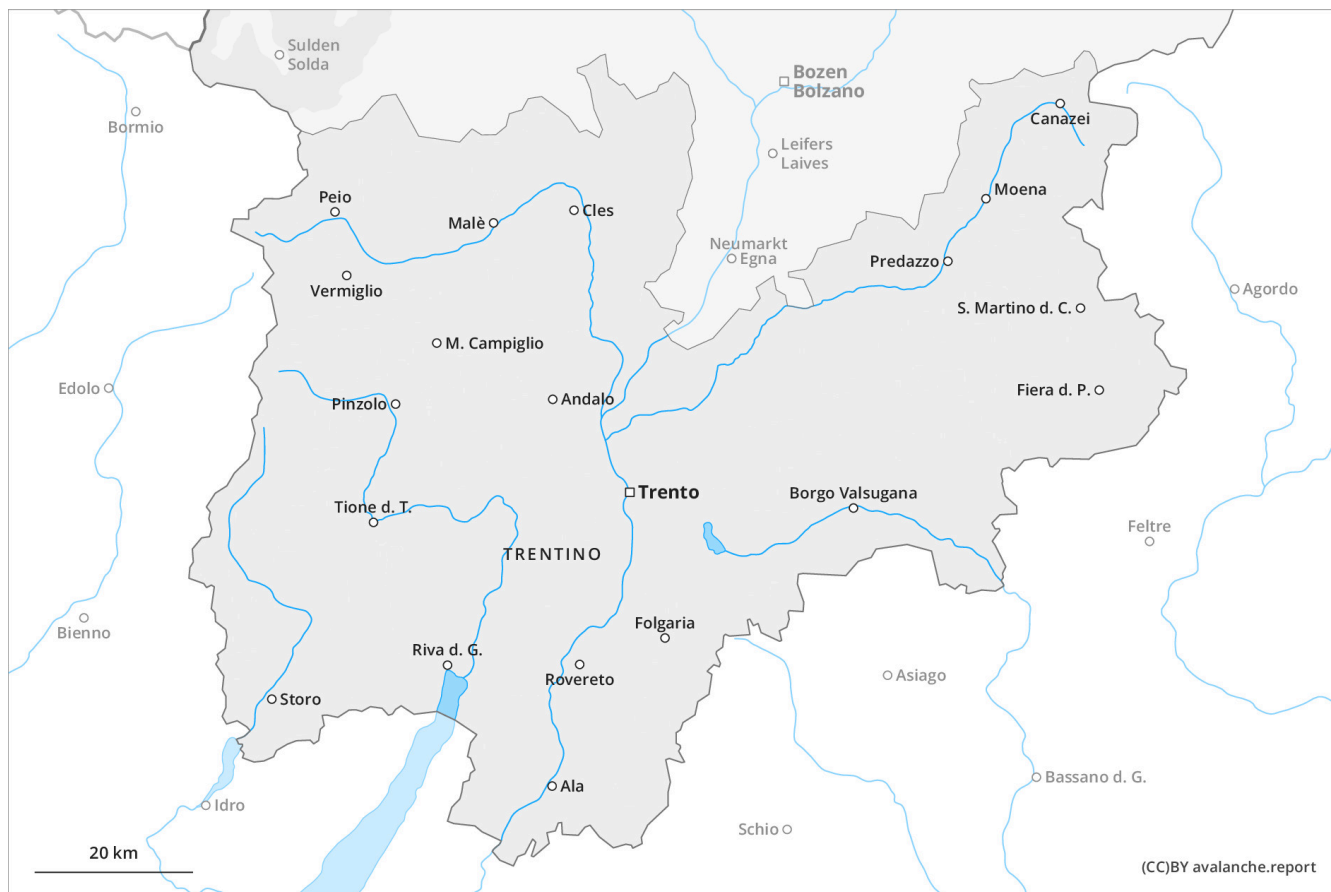 Sulden
Solda
Bozen
Bolzano
Bormio
Canazei
Leifers
Laives
Peio
Moena
Malè
Cles
Neumarkt
Egna
Predazzo
Vermiglio
Agordo
S. Martino d. C.
M. Campiglio
Edolo
Andalo
Fiera d. P.
Pinzolo
Trento
Borgo Valsugana
Tione d. T.
Feltre
TRENTINO
Bienno
Folgaria
Riva d. G.
Rovereto
Asiago
Storo
Bassano d. G.
Ala
Idro
Schio
20 km
(CC)BY avalanche.report